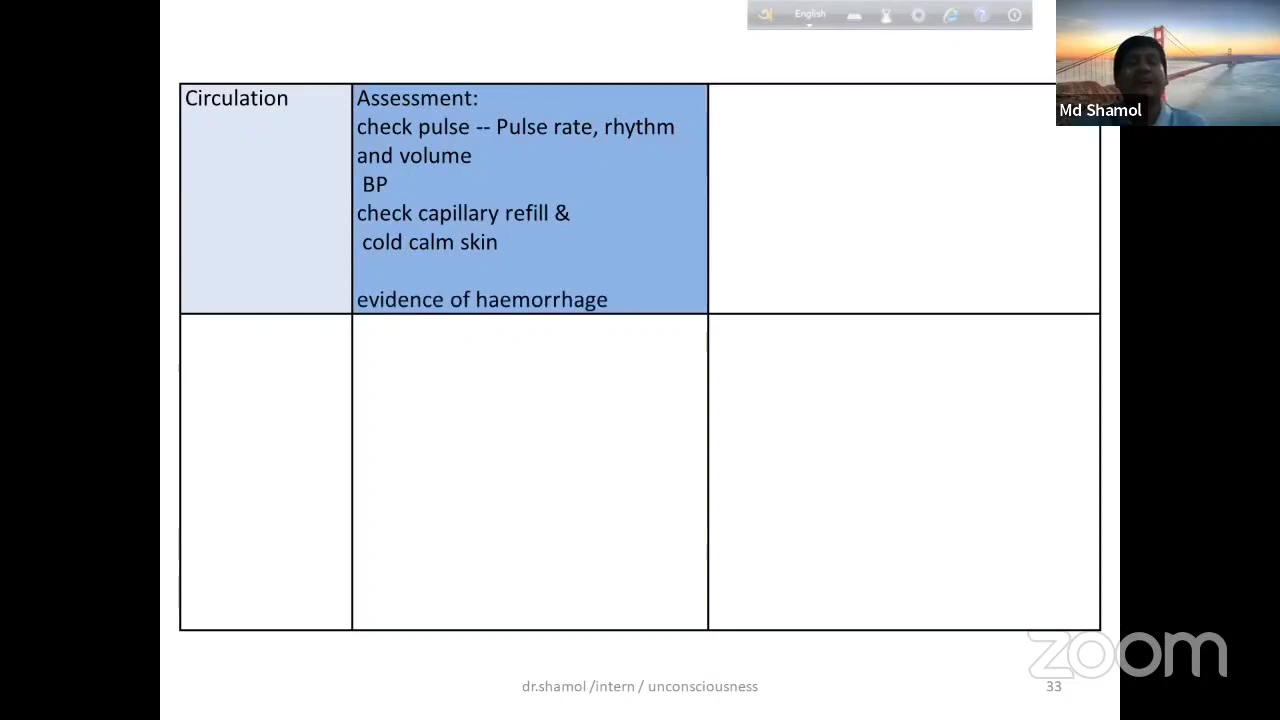 English
Md Shamol
Circulation
Assessment:
check pulse -- Pulse rate, rhythm
and volume
BP
check capillary refill &
cold calm skin
evidence of haemorrhage
zoom
dr.shamol /intern / unconsciousness
33